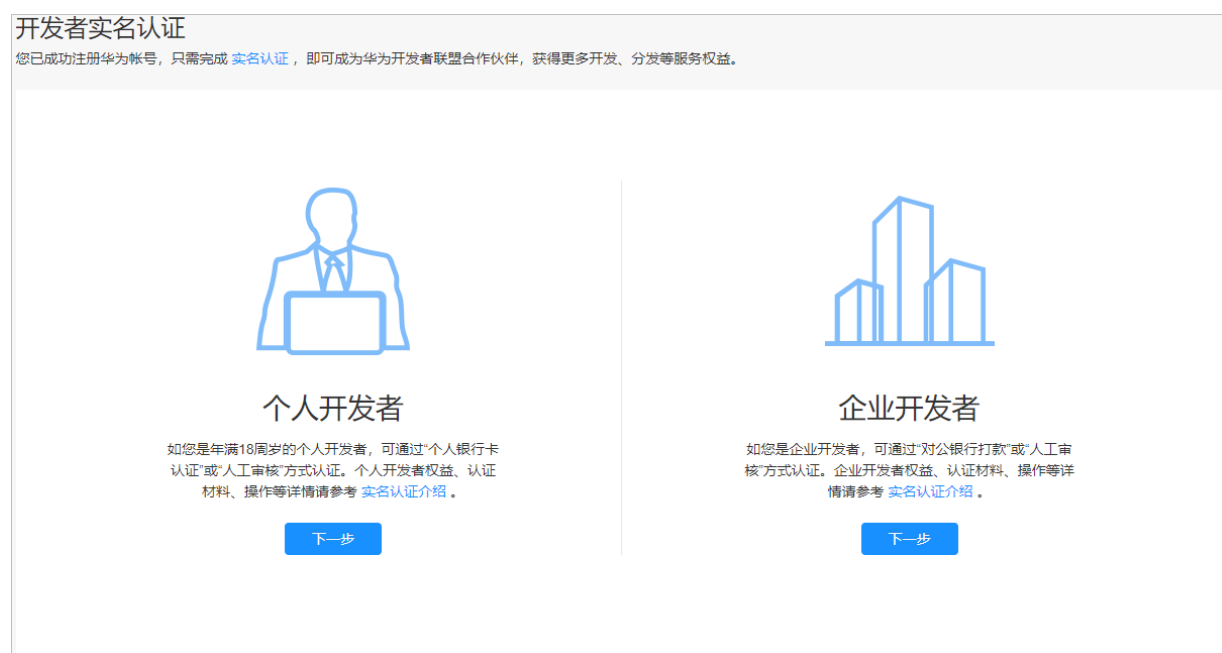 开发者实名认证
您已成功注册华为帐号，只需完成 实名认证 ，即可成为华为开发者联盟合作伙伴，获得更多开发、分发等服务权益。
个人开发者
如您是年满18周岁的个人开发者，可通过“个人银行卡
认证”或“人工审核”方式认证。个人开发者权益、认证
材料、操作等详情请参考 实名认证介绍 。
下一步
企业开发者
如您是企业开发者，可通过“对公银行打款”或“人工审
核”方式认证。企业开发者权益、认证材料、操作等详
情请参考 实名认证介绍 。
下一步